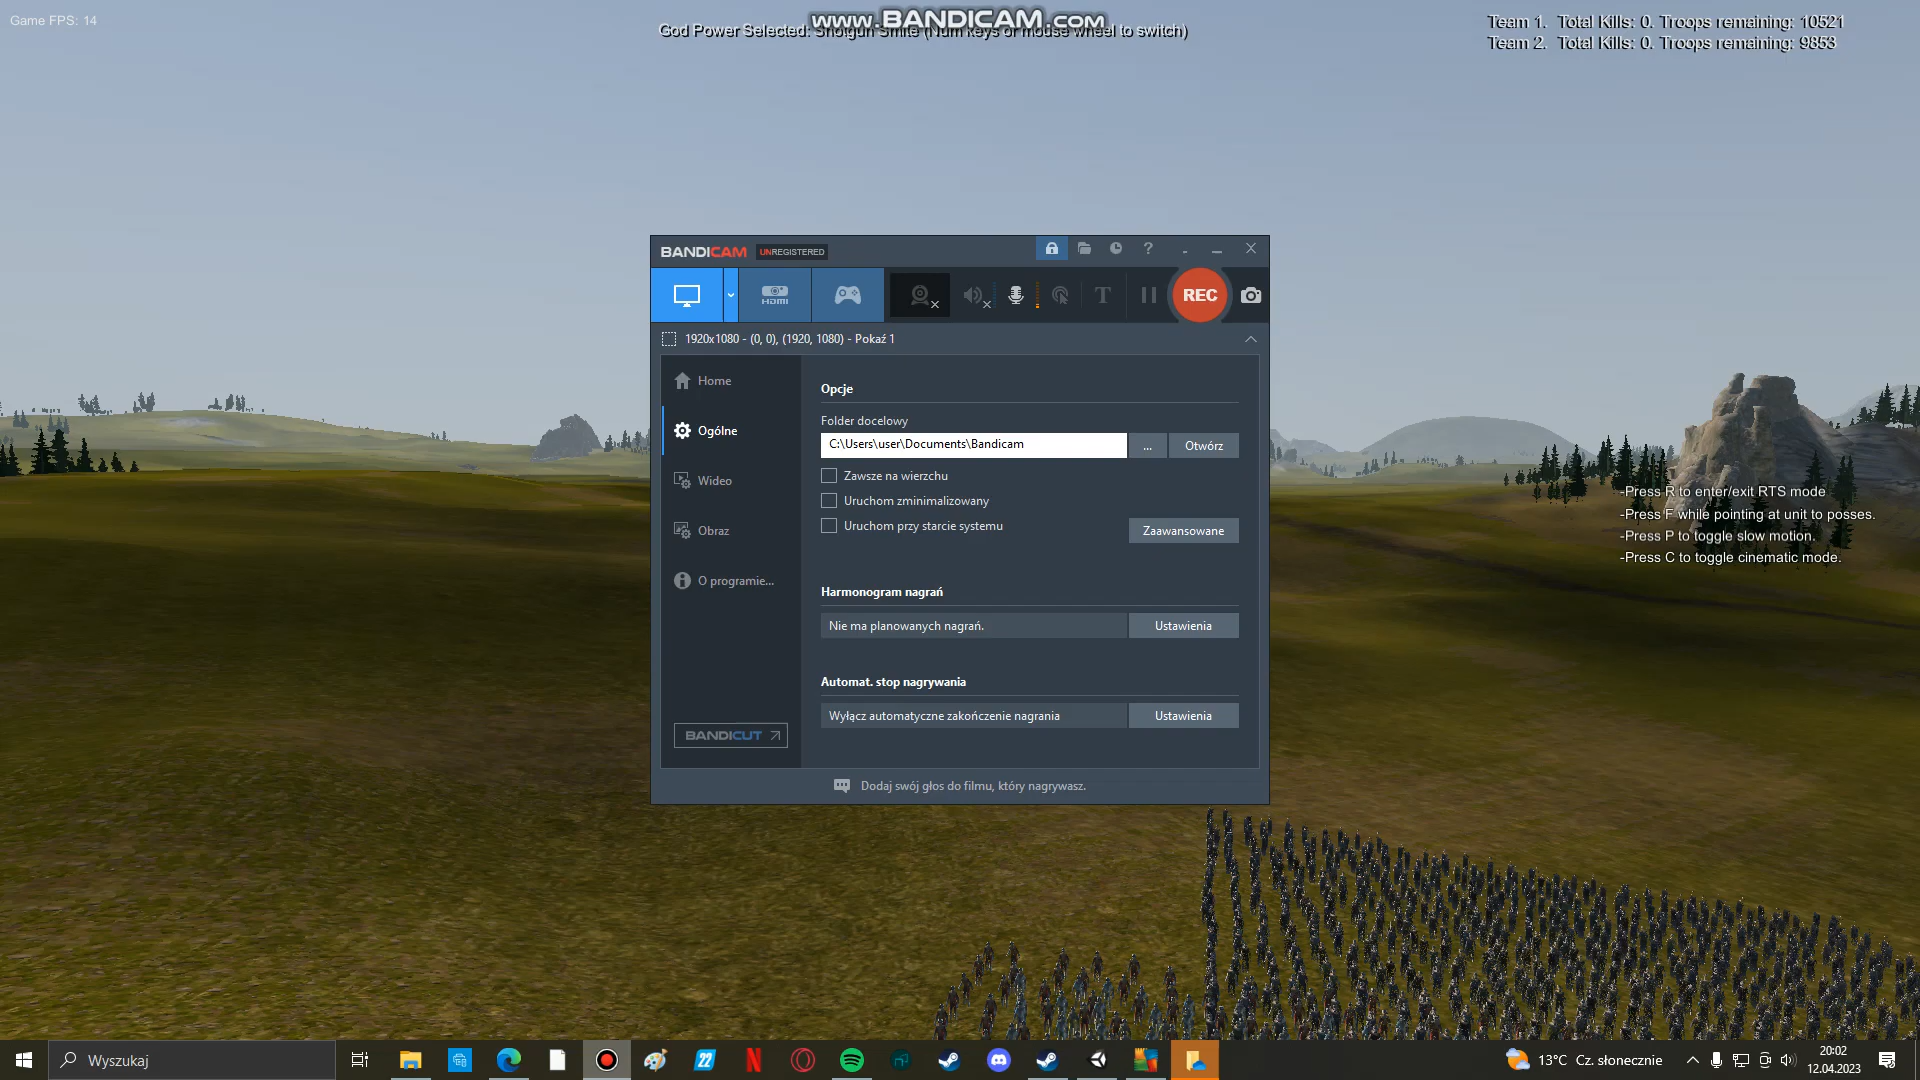 Game FPS: 14
www.BANDICAM.com
God Power Selected: Shotgun Smite (Num keys or mouse wheel to switch)
Team 1. Total Kills: 0. Troops remaining: 10521
Team 2. Total Kills: 0. Troops remaining: 9853
BANDICAM UNREGISTERED
?
HDMI
T
REC
1920x1080 - (0, 0), (1920, 1080) - Pokaż 1
Home
Ogólne
Wideo
Obraz
O programie...
BANDICUT
Opcje
Folder docelowy
C:\Users\user\Documents\Bandicam
... Otwórz
Zawsze na wierzchu
Uruchom zminimalizowany
Uruchom przy starcie systemu
Zaawansowane
Harmonogram nagrań
Nie ma planowanych nagrań. Ustawienia
Automat. stop nagrywania
Wyłącz automatyczne zakończenie nagrania Ustawienia
Dodaj swój głos do filmu, który nagrywasz.
-Press R to enter/exit RTS mode
-Press F while pointing at unit to posses.
-Press P to toggle slow motion.
-Press C to toggle cinematic mode.
Wyszukaj
22
13°C Cz. słonecznie
20:02
12.04.2023